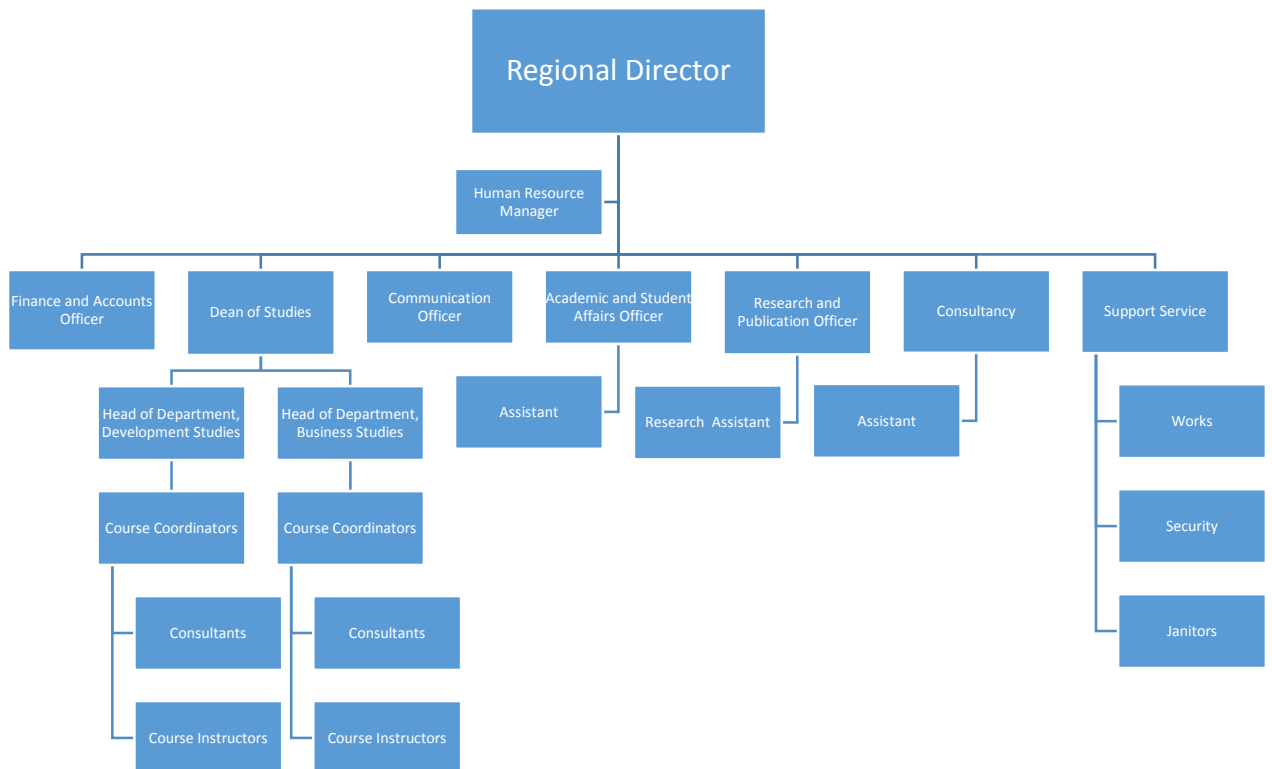 Regional Director
Human Resource
Manager
Finance and Accounts
Officer
Dean of Studies
Communication
Officer
Academic and Student
Affairs Officer
Research and
Publication Officer
Consultancy
Support Service
Head of Department,
Development Studies
Head of Department,
Business Studies
Assistant
Research Assistant
Assistant
Works
Course Coordinators
Course Coordinators
Security
Consultants
Consultants
Janitors
Course Instructors
Course Instructors